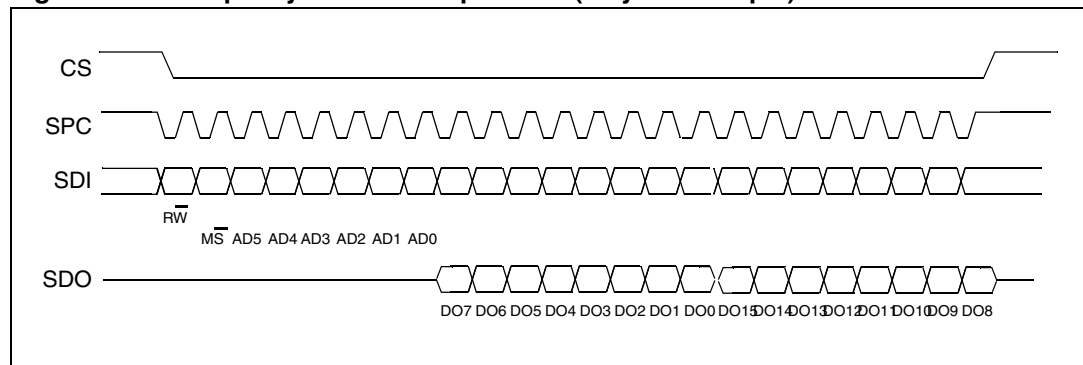 CS
SPC
SDI
RW
MS AD5 AD4 AD3 AD2 AD1 AD0
SDO
DO7 DO6 DO5 DO4 DO3 DO2 DO1 DO0 DO15 DO14 DO13 DO12 DO11 DO10 DO9 DO8